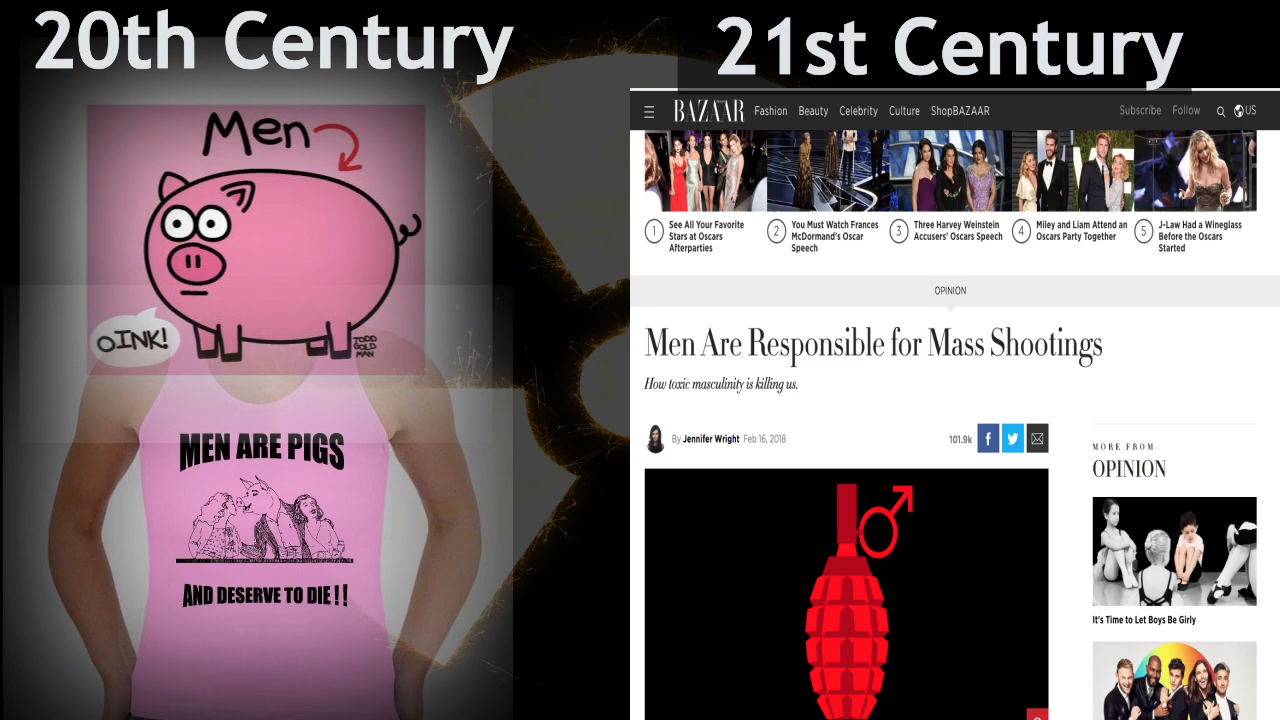 20th Century
Men
OINK!
TODD
GOLD
MAN
MEN ARE PIGS
AND DESERVE TO DIE!!
21st Century
BAZAAR Fashion Beauty Celebrity Culture ShopBAZAAR Subscribe Follow US
1 See All Your Favorite
Stars at Oscars
Afterparties
2 You Must Watch Frances
McDormand's Oscar
Speech
3 Three Harvey Weinstein
Accusers' Oscars Speech
4 Miley and Liam Attend an
Oscars Party Together
5 J-Law Had a Wineglass
Before the Oscars
Started
OPINION
Men Are Responsible for Mass Shootings
How toxic masculinity is killing us.
By Jennifer Wright Feb 16, 2018
101.9k
MORE FROM
OPINION
It's Time to Let Boys Be Girly